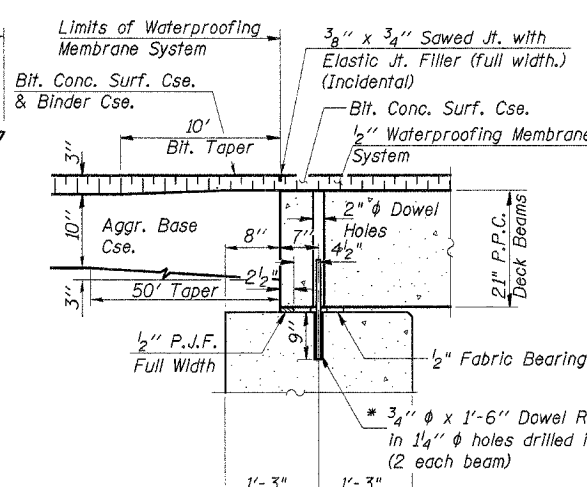 Limits of Waterproofing
Membrane System
3/8" x 3/4" Sawed Jt. with
Elastic Jt. Filler (full width.)
(Incidental)
Bit. Conc. Surf. Cse.
& Binder Cse.
Bit. Conc. Surf. Cse.
10'
Bit. Taper
1/2" Waterproofing Membrane
System
3"
10"
Aggr. Base
Cse.
8"
7"
2" φ Dowel
Holes
4 1/2"
2 1/2"
21" P.P.C.
Deck Beams
3"
50' Taper
1/2" P.J.F.
Full Width
9"
1/2" Fabric Bearing
* 3/4" φ x 1'-6" Dowel R
in 1 1/4" φ holes drilled i
(2 each beam)
1'-3"
1'-3"